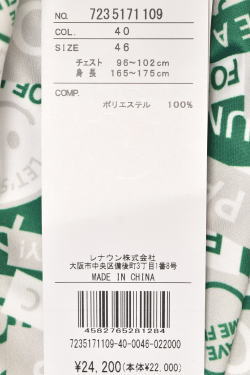 NO. 7235171109
COL. 40
SIZE 46
チェスト 96～102cm
身長 165～175cm
COMP.
ポリエステル 100%
レナウン株式会社
大阪市中央区備後町3丁目1番8号
MADE IN CHINA
4582765281284
7235171109-40-0046-022000
¥24,200(本体¥22,000)
LET'S